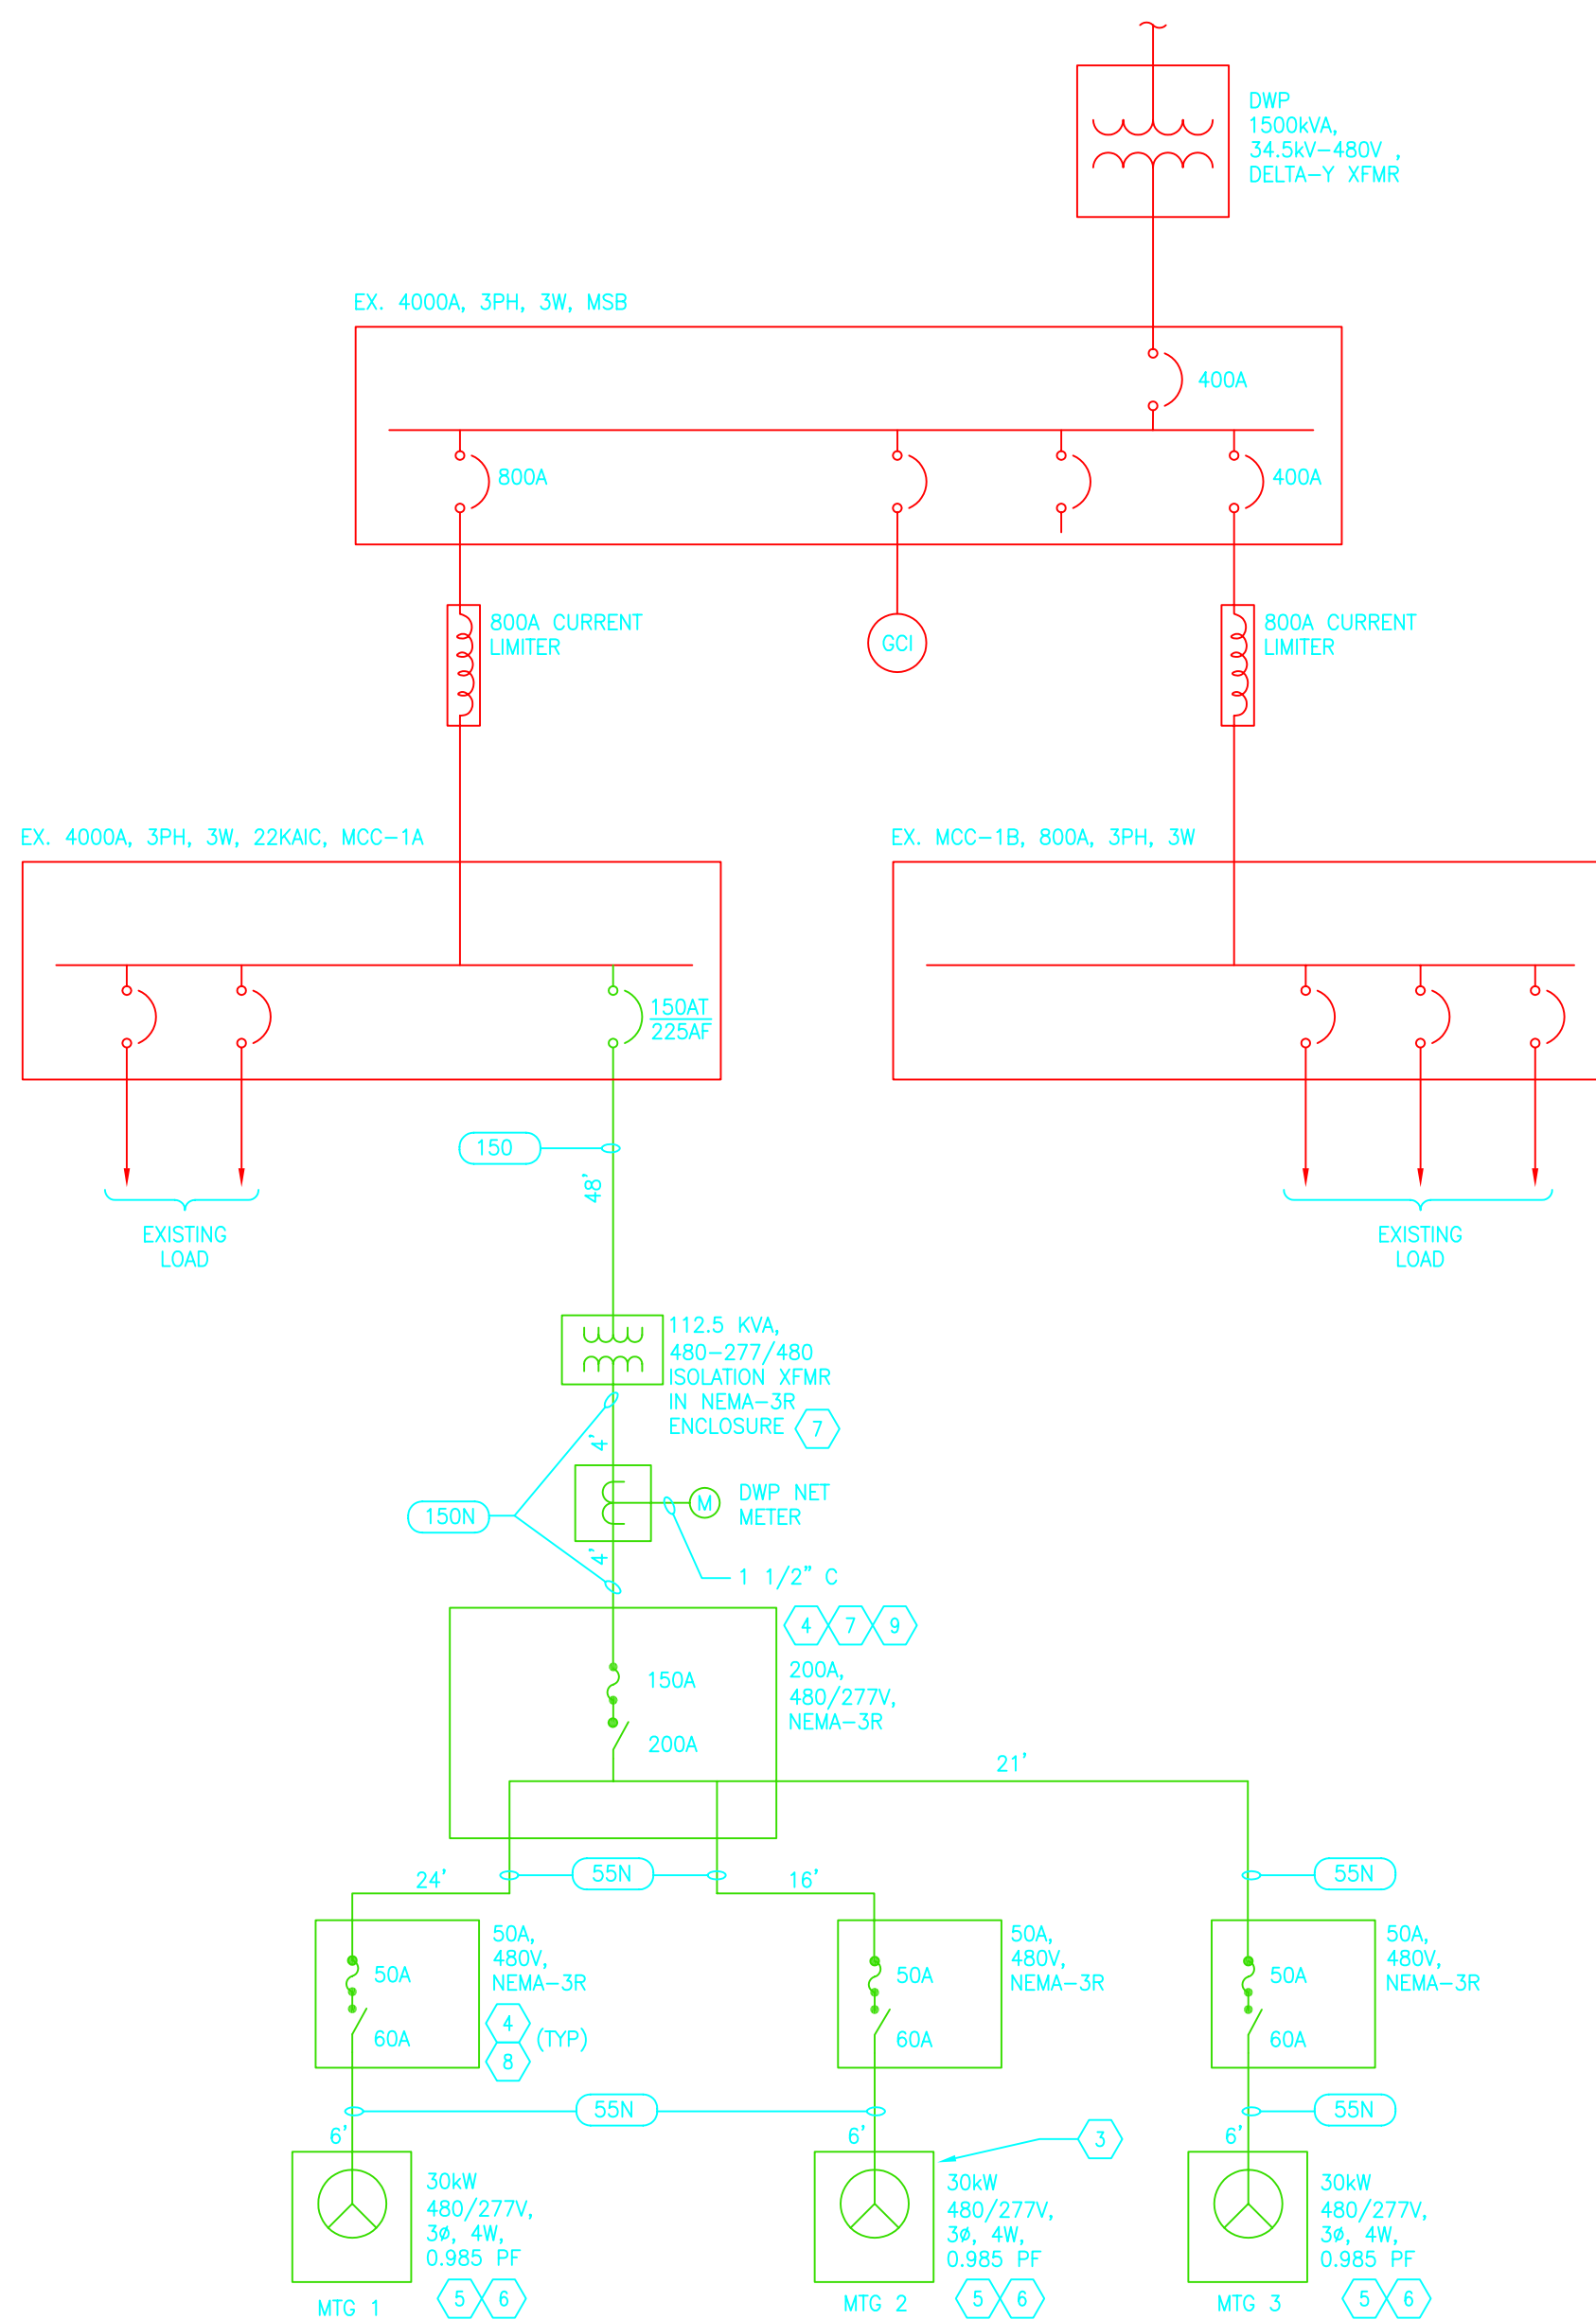 DWP
1500kVA,
34.5kV-480V ,
DELTA-Y XFMR
EX. 4000A, 3PH, 3W, MSB
400A
800A
400A
800A CURRENT
LIMITER
GCI
800A CURRENT
LIMITER
EX. 4000A, 3PH, 3W, 22KAIC, MCC-1A
EX. MCC-1B, 800A, 3PH, 3W
150AT
225AF
150
48'
EXISTING
LOAD
EXISTING
LOAD
112.5 KVA,
480-277/480
ISOLATION XFMR
IN NEMA-3R
ENCLOSURE
7
4'
150N
M
DWP NET
METER
4'
1 1/2" C
4 7 9
150A
200A
200A,
480/277V,
NEMA-3R
21'
24'
55N
16'
55N
50A
60A
50A,
480V,
NEMA-3R
4
8
(TYP)
50A
60A
50A,
480V,
NEMA-3R
50A
60A
50A,
480V,
NEMA-3R
55N
55N
6'
6'
6'
3
30kW
480/277V,
3ø, 4W,
0.985 PF
5 6
MTG 1
30kW
480/277V,
3ø, 4W,
0.985 PF
5 6
MTG 2
30kW
480/277V,
3ø, 4W,
0.985 PF
5 6
MTG 3